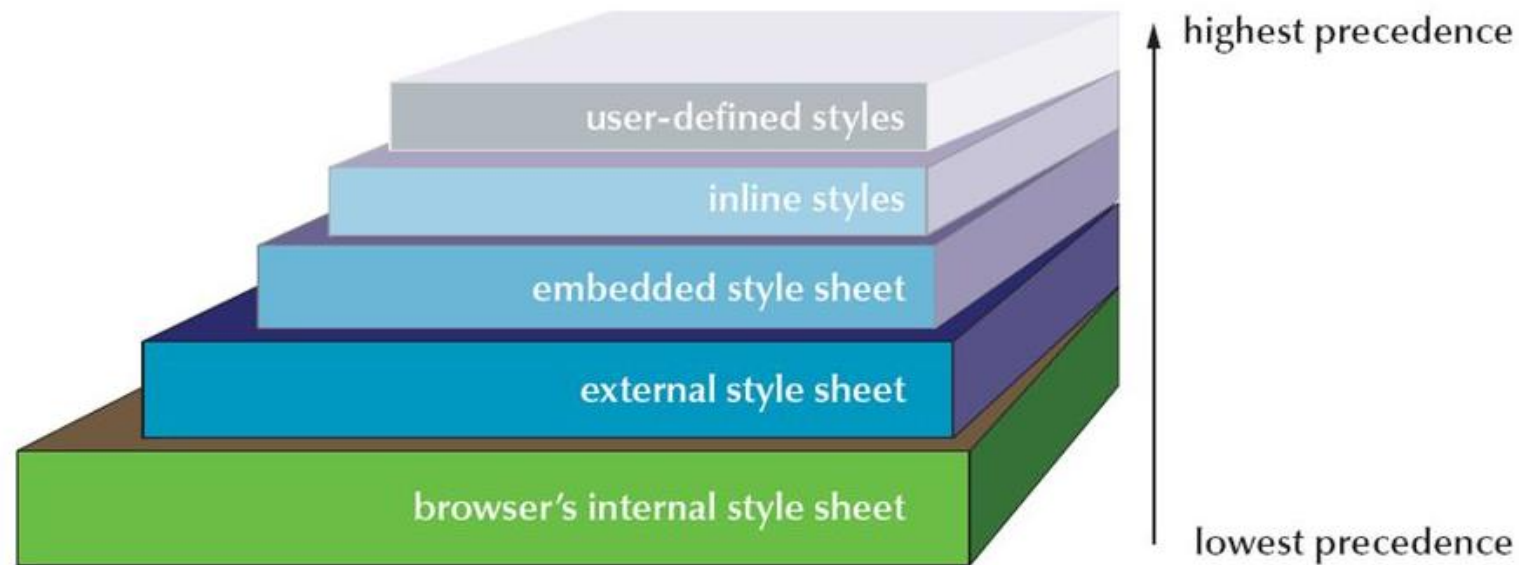 highest precedence
user-defined styles
inline styles
embedded style sheet
external style sheet
browser’s internal style sheet
lowest precedence